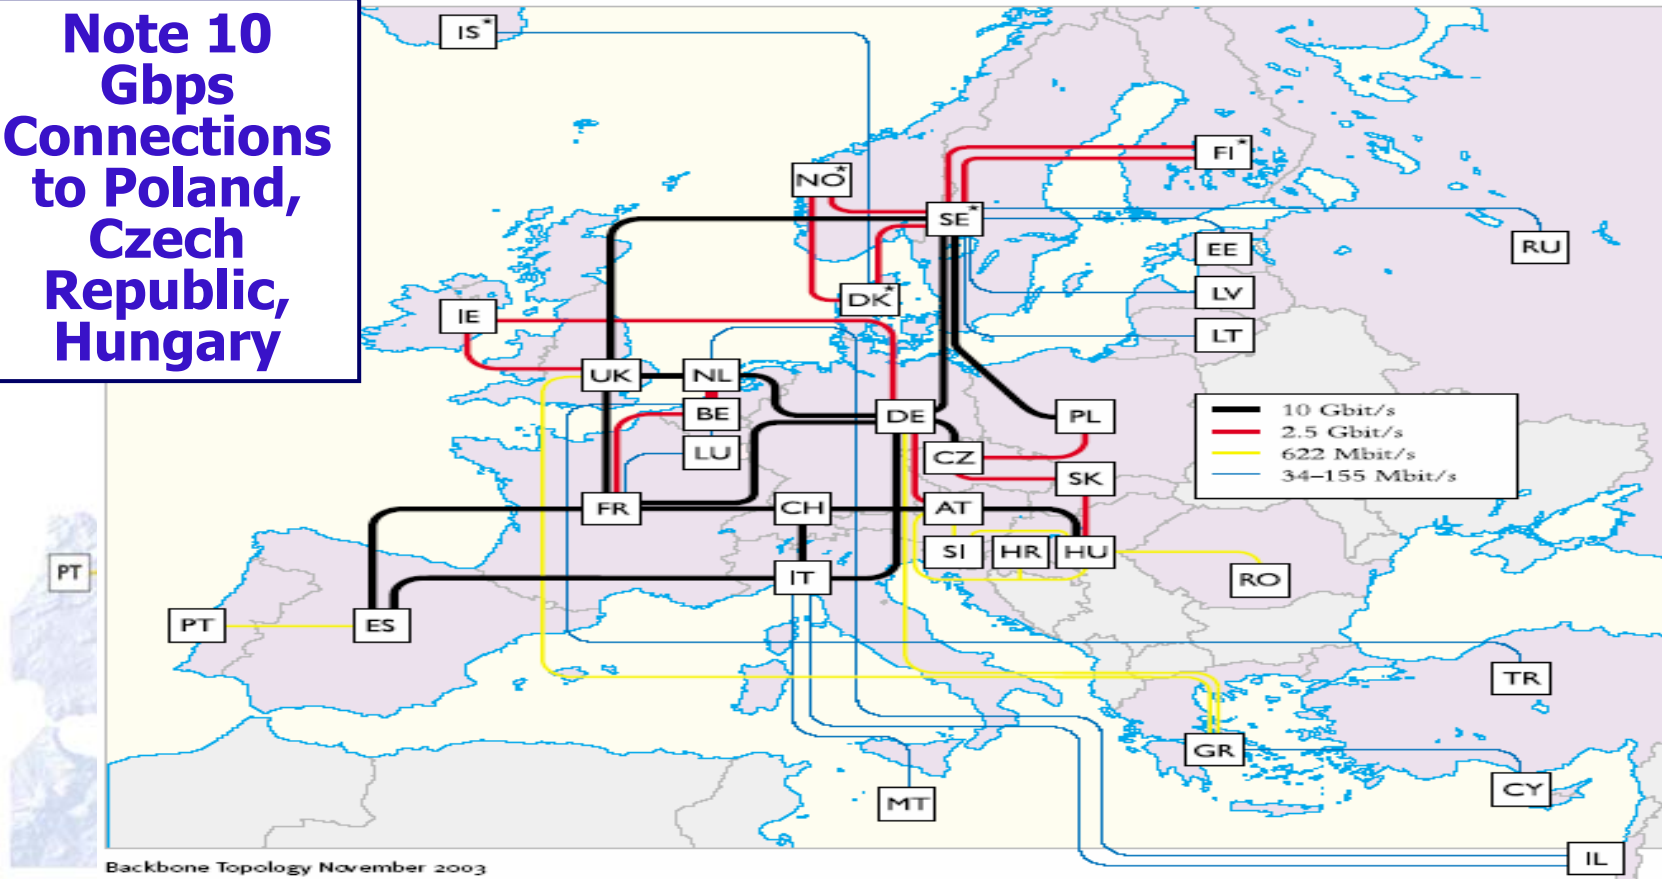 Note 10
Gbps
Connections
to Poland,
Czech
Republic,
Hungary
IS*
FI*
NO*
SE*
RU
EE
DK*
LV
IE
LT
UK
NL
BE
DE
PL
10 Gbit/s
2.5 Gbit/s
622 Mbit/s
34–155 Mbit/s
LU
CZ
SK
FR
CH
AT
SI
HR
HU
PT
IT
RO
PT
ES
TR
GR
CY
MT
IL
Backbone Topology November 2003